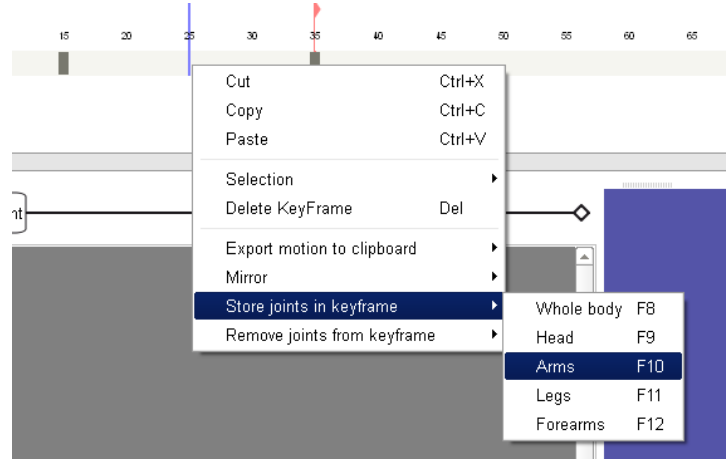 15 20 25 30 35 40 45 50 55 60 65
Cut Ctrl+X
Copy Ctrl+C
Paste Ctrl+V
Selection
nt
Delete KeyFrame Del
Export motion to clipboard
Mirror
Store joints in keyframe
Whole body F8
Remove joints from keyframe
Head F9
Arms F10
Legs F11
Forearms F12